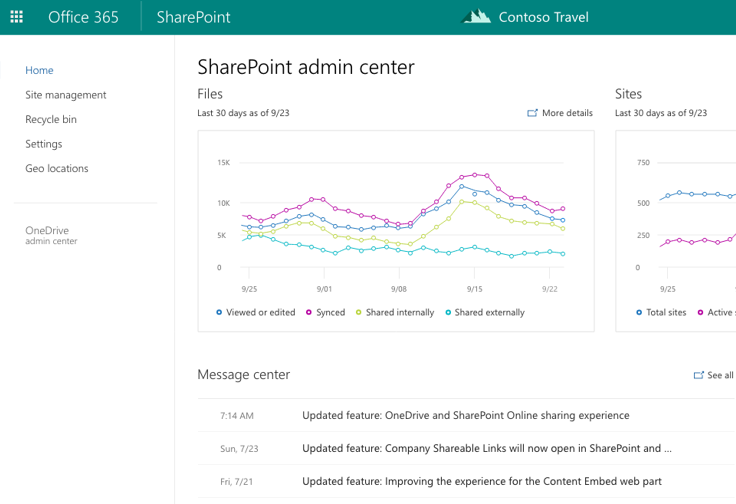 Office 365 SharePoint Contoso Travel
Home
Site management
Recycle bin
Settings
Geo locations
OneDrive
admin center
SharePoint admin center
Files
Last 30 days as of 9/23 More details
15K
10K
5K
0
9/25 9/01 9/08 9/15 9/22
Viewed or edited Synced Shared internally Shared externally
Sites
Last 30 days as of 9/23
750
500
250
0
9/25
Total sites Active
Message center See all
7:14 AM Updated feature: OneDrive and SharePoint Online sharing experience
Sun, 7/23 Updated feature: Company Shareable Links will now open in SharePoint and ...
Fri, 7/21 Updated feature: Improving the experience for the Content Embed web part